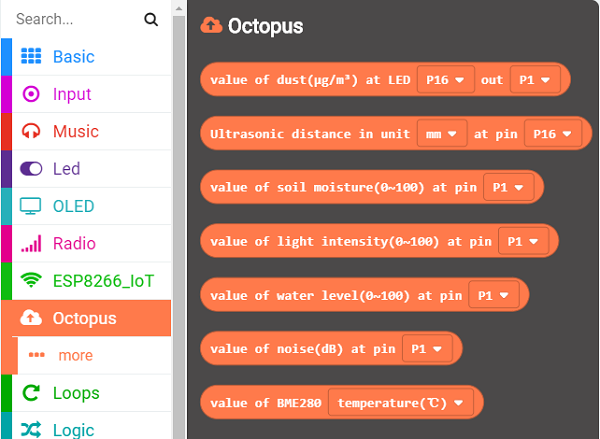 Search...
Basic
Input
Music
Led
OLED
Radio
ESP8266_IoT
Octopus
more
Loops
Logic
Octopus
value of dust(μg/m³) at LED P16 out P1
Ultrasonic distance in unit mm at pin P16
value of soil moisture(0~100) at pin P1
value of light intensity(0~100) at pin P1
value of water level(0~100) at pin P1
value of noise(dB) at pin P1
value of BME280 temperature(℃)